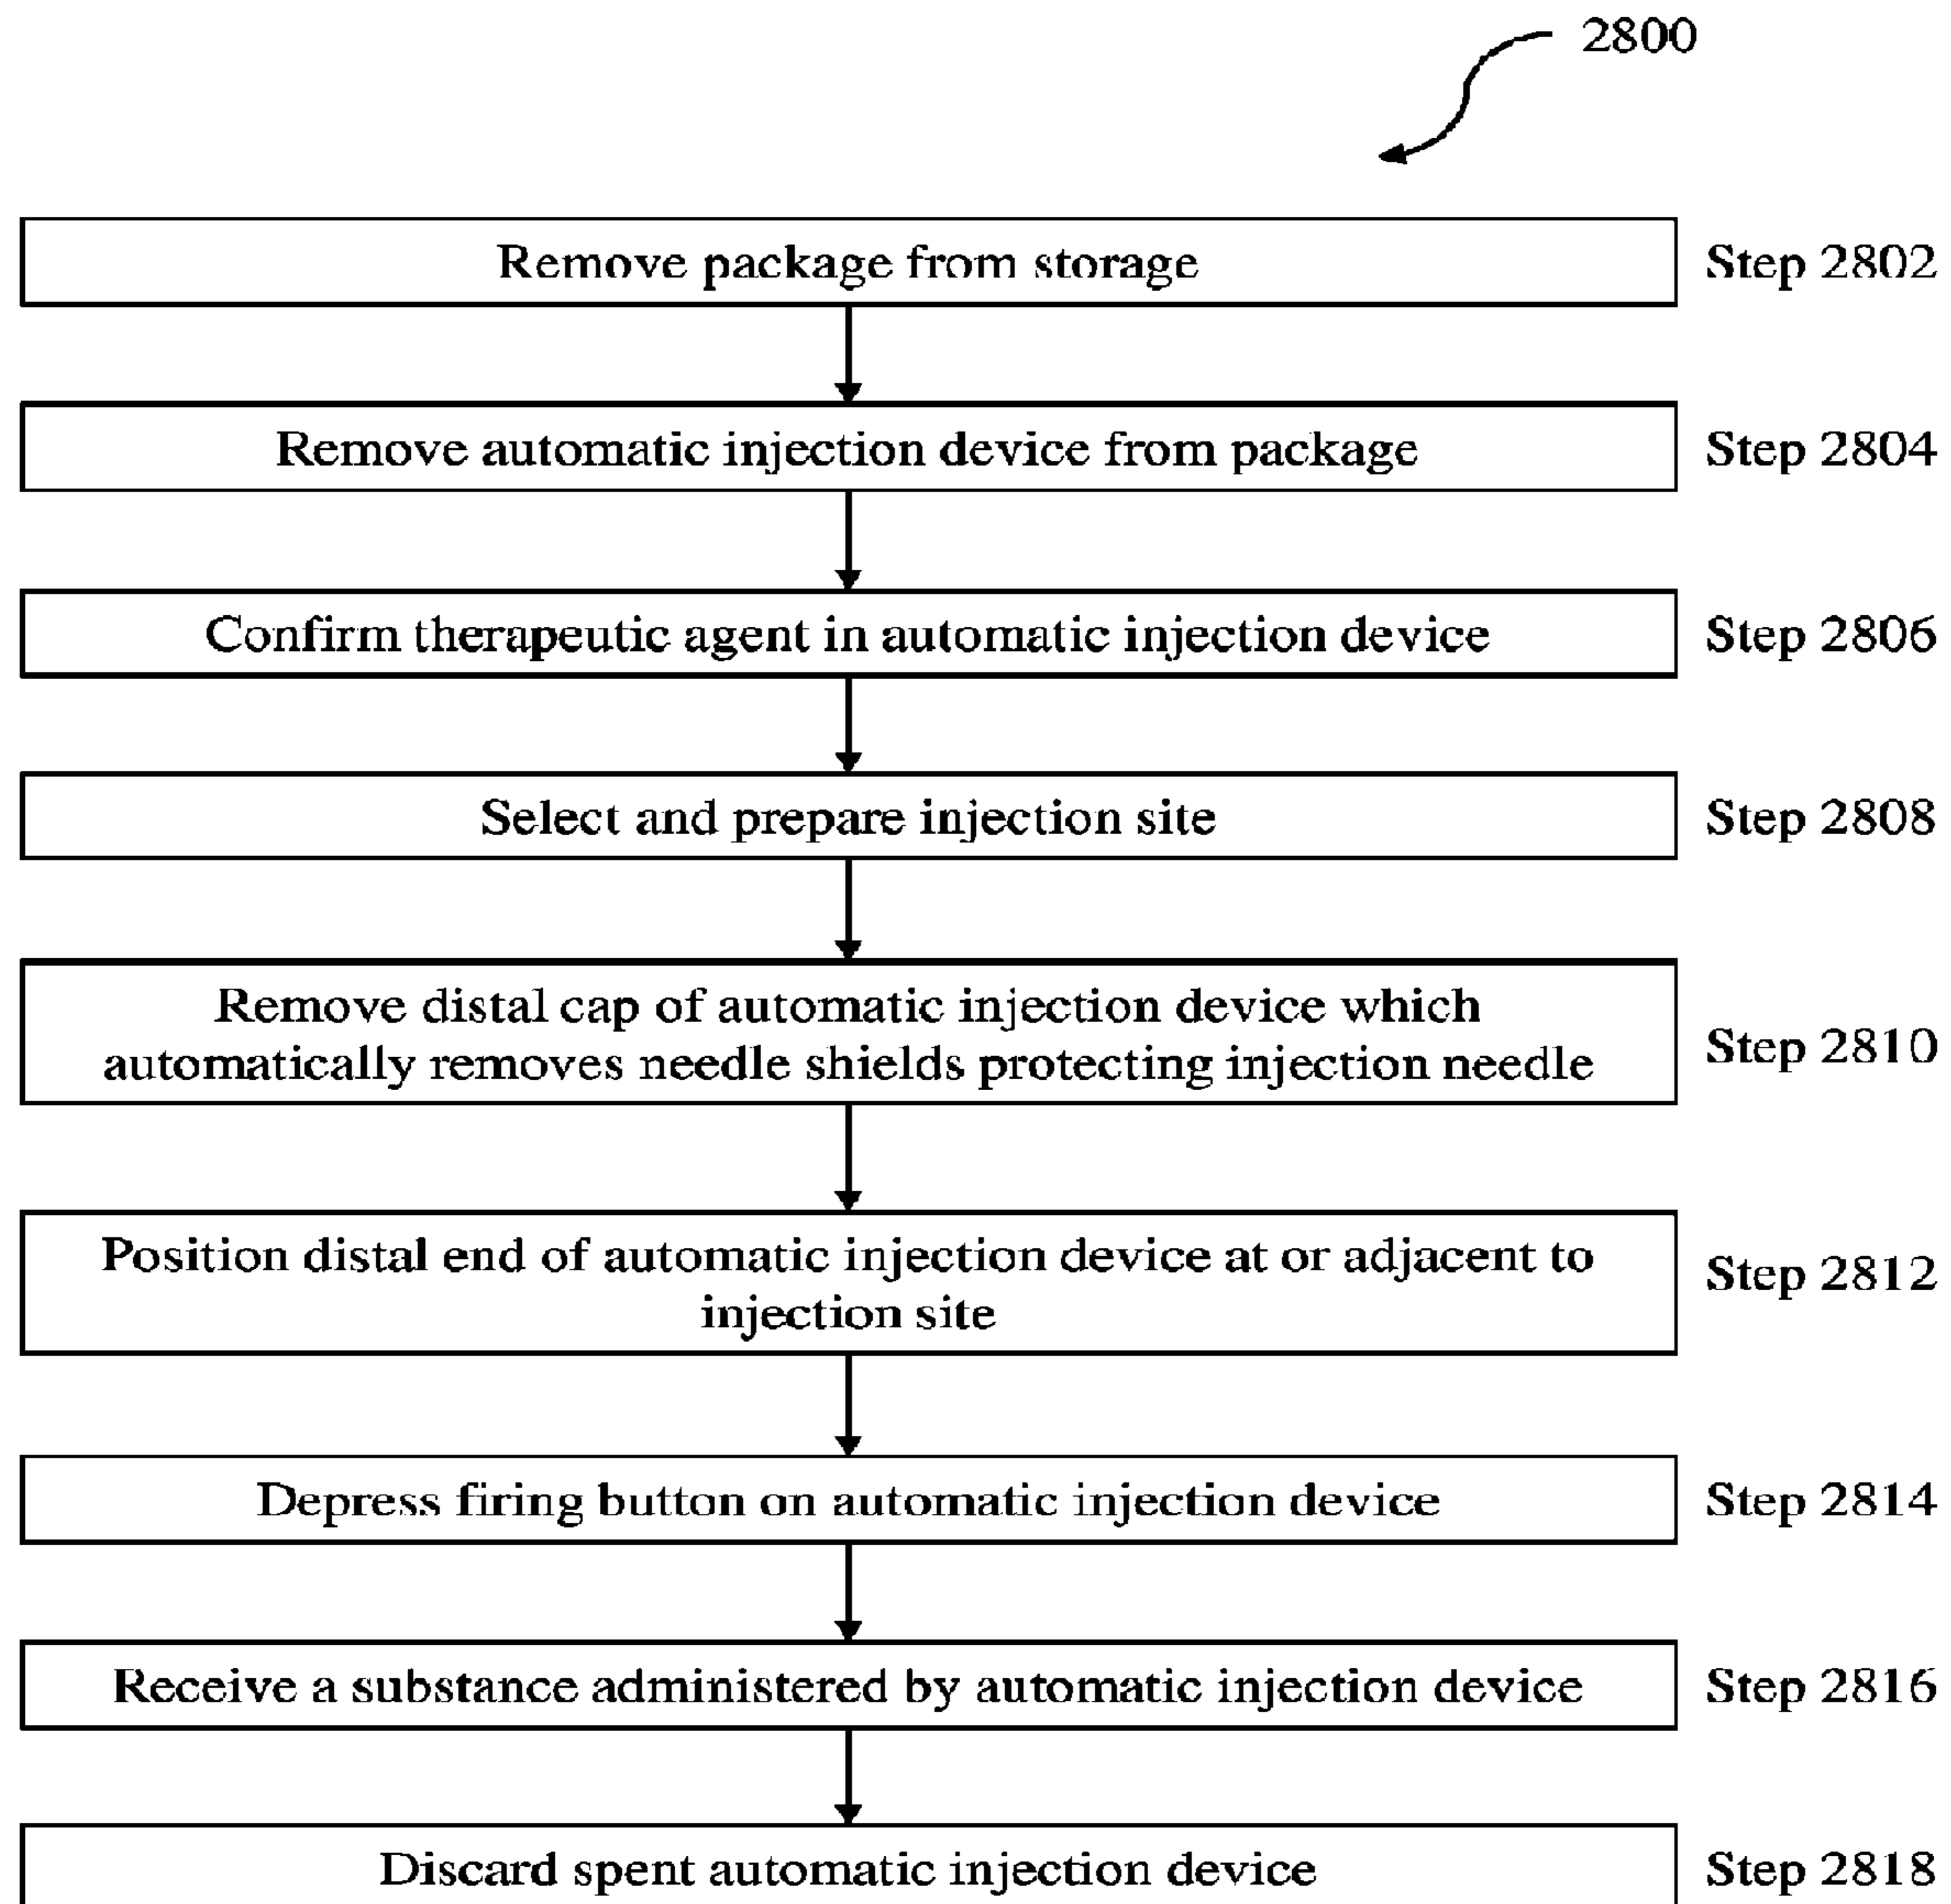 2800
Remove package from storage
Step 2802
Remove automatic injection device from package
Step 2804
Confirm therapeutic agent in automatic injection device
Step 2806
Select and prepare injection site
Step 2808
Remove distal cap of automatic injection device which
automatically removes needle shields protecting injection needle
Step 2810
Position distal end of automatic injection device at or adjacent to
injection site
Step 2812
Depress firing button on automatic injection device
Step 2814
Receive a substance administered by automatic injection device
Step 2816
Discard spent automatic injection device
Step 2818